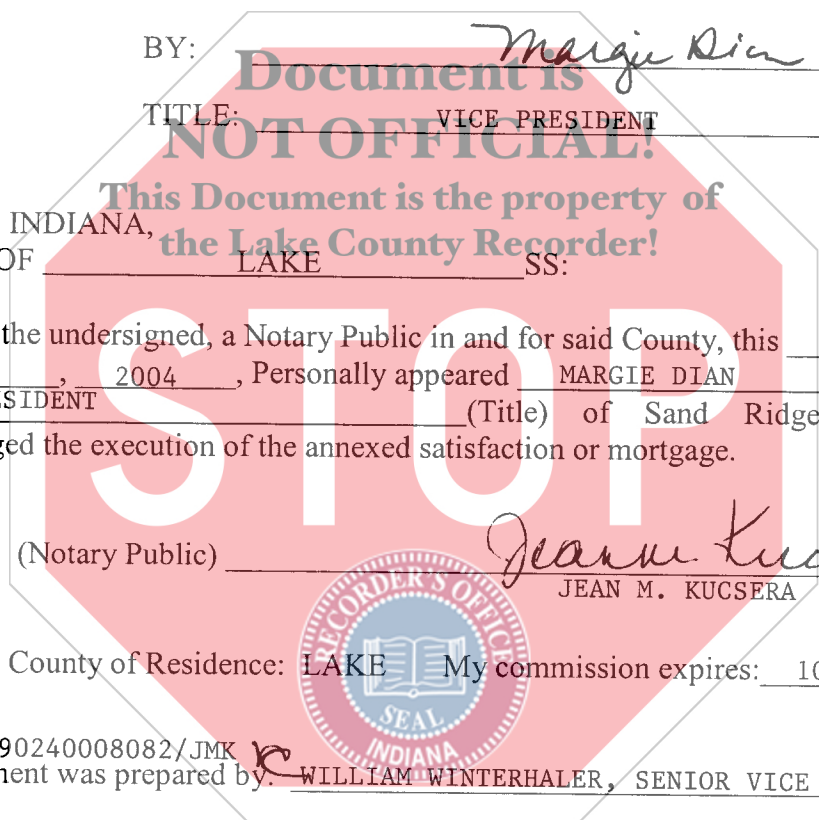 BY: Margie Dian
Document is
TITLE: VICE PRESIDENT
NOT OFFICIAL!
This Document is the property of
INDIANA,
the Lake County Recorder!
OF LAKE SS:
the undersigned, a Notary Public in and for said County, this
, 2004 , Personally appeared MARGIE DIAN
SIDENT (Title) of Sand Ridge
ged the execution of the annexed satisfaction or mortgage.
STOP
(Notary Public)
JEAN M. KUCSERA
RECORDER'S OFFICE
County of Residence: LAKE My commission expires: 10
SEAL
INDIANA
90240008082/JMK
ment was prepared by: WILLIAM WINTERHALER, SENIOR VICE